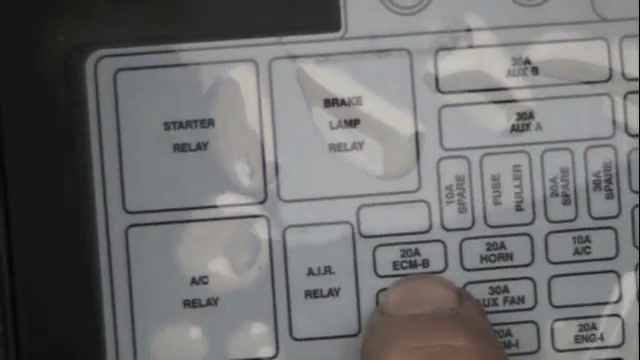 STARTER
RELAY
BRAKE
LAMP
RELAY
30A
AUX B
30A
AUX A
10A
SPARE
FUSE
PULLER
20A
SPARE
30A
SPARE
A/C
RELAY
A.I.R.
RELAY
20A
ECM-B
20A
HORN
10A
A/C
30A
AUX FAN
20A
ENG-I